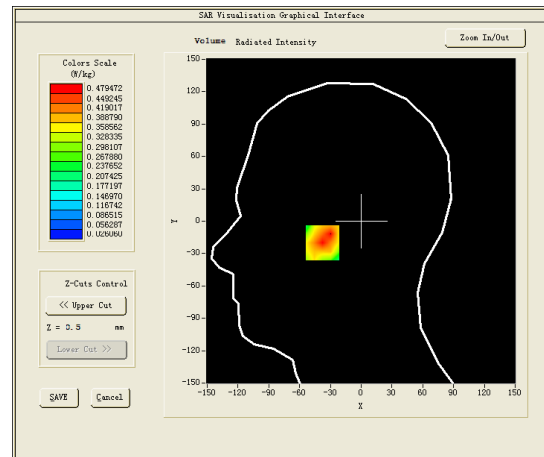 SAR Visualisation Graphical Interface
Volume Radiated Intensity
Zoom In/Out
Colors Scale
(W/kg)
0.479472
0.449245
0.419017
0.388790
0.358562
0.328335
0.298107
0.267880
0.237652
0.207425
0.177197
0.146970
0.116742
0.086515
0.056287
0.026060
Z-Cuts Control
<< Upper Cut
Z = 0.5 mm
Lower Cut >>
SAVE
Cancel
150
120
90
60
30
0
-30
-60
-90
-120
-150
Y
-150 -120 -90 -60 -30 0 30 60 90 120 150
X